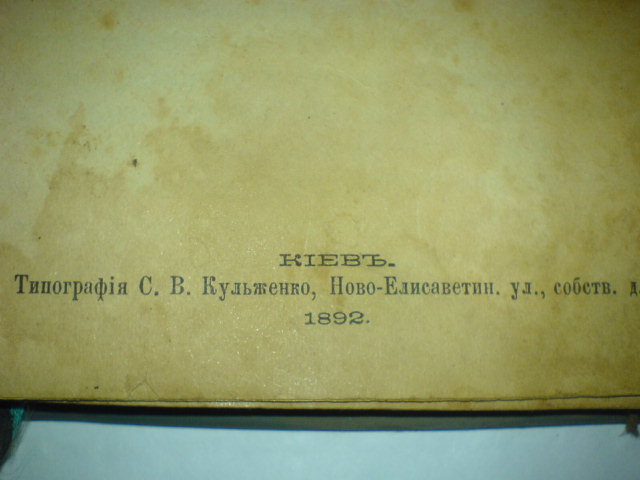 КІЕВЪ.
Типографія С. В. Кульженко, Ново-Елисаветин. ул., собств. д.
1892.